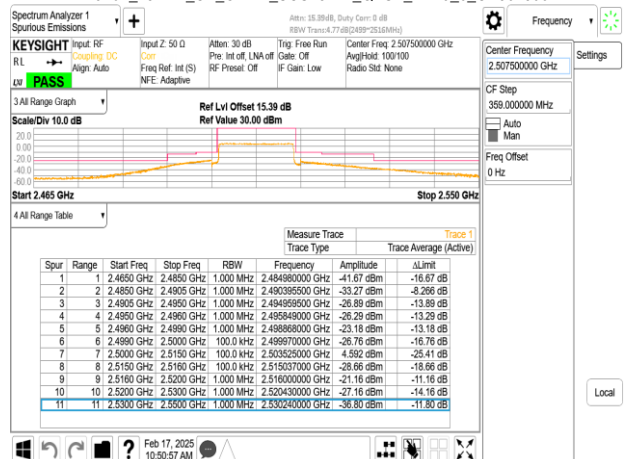 Spectrum Analyzer 1
Spurious Emissions
Attn: 15.39dB, Duty Corr: 0 dB
RBW Trans:4.77dB(2499~2516MHz)
Frequency
KEYSIGHT
RL
LXI PASS
Input: RF
Coupling: DC
Align: Auto
Input Z: 50 Ω
Corr
Freq Ref: Int (S)
NFE: Adaptive
Atten: 30 dB
Pre: Int off, LNA off
RF Presel: Off
Trig: Free Run
Gate: Off
IF Gain: Low
Center Freq: 2.507500000 GHz
Avg|Hold: 100/100
Radio Std: None
Center Frequency
2.507500000 GHz
Settings
CF Step
359.000000 MHz
Auto
Man
Freq Offset
0 Hz
Local
3 All Range Graph
Scale/Div 10.0 dB
Ref Lvl Offset 15.39 dB
Ref Value 30.00 dBm
20.0
0.00
-20.0
-40.0
-60.0
Start 2.465 GHz
Stop 2.550 GHz
4 All Range Table
Measure Trace Trace 1
Trace Type Trace Average (Active)
Spur Range Start Freq Stop Freq RBW Frequency Amplitude ΔLimit
1 1 2.4650 GHz 2.4850 GHz 1.000 MHz 2.484980000 GHz -41.67 dBm -16.67 dB
2 2 2.4850 GHz 2.4905 GHz 1.000 MHz 2.490395500 GHz -33.27 dBm -8.266 dB
3 3 2.4905 GHz 2.4950 GHz 1.000 MHz 2.494959500 GHz -26.89 dBm -13.89 dB
4 4 2.4950 GHz 2.4960 GHz 1.000 MHz 2.495849000 GHz -26.29 dBm -13.29 dB
5 5 2.4960 GHz 2.4990 GHz 1.000 MHz 2.498868000 GHz -23.18 dBm -13.18 dB
6 6 2.4990 GHz 2.5000 GHz 100.0 kHz 2.499970000 GHz -26.76 dBm -16.76 dB
7 7 2.5000 GHz 2.5150 GHz 100.0 kHz 2.503525000 GHz 4.592 dBm -25.41 dB
8 8 2.5150 GHz 2.5160 GHz 100.0 kHz 2.515037000 GHz -28.66 dBm -18.66 dB
9 9 2.5160 GHz 2.5200 GHz 1.000 MHz 2.516000000 GHz -21.16 dBm -11.16 dB
10 10 2.5200 GHz 2.5300 GHz 1.000 MHz 2.520430000 GHz -27.16 dBm -14.16 dB
11 11 2.5300 GHz 2.5500 GHz 1.000 MHz 2.530240000 GHz -36.80 dBm -11.80 dB
Feb 17, 2025
10:50:57 AM